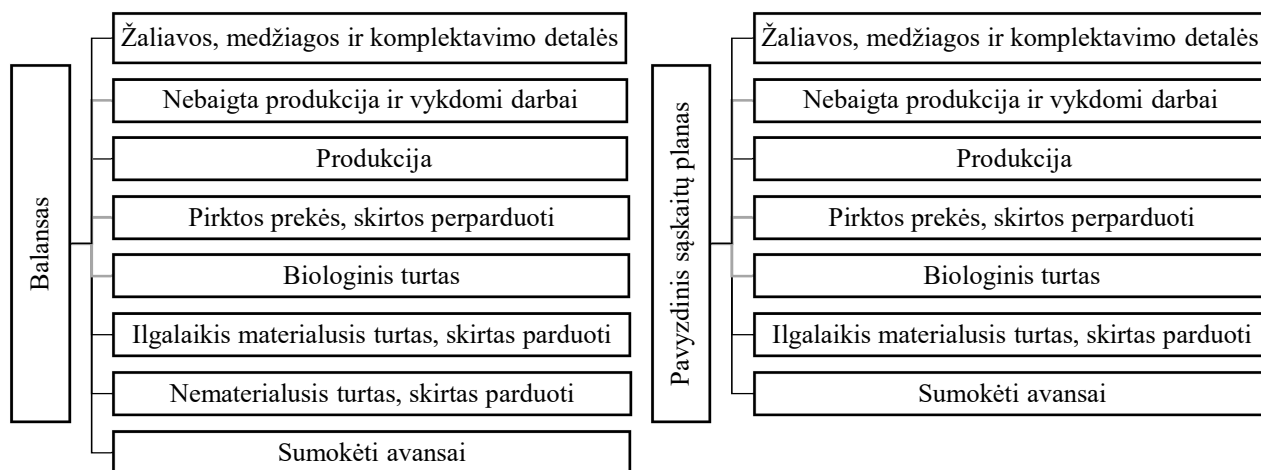 Balansas
Žaliavos, medžiagos ir komplektavimo detalės
Nebaigta produkcija ir vykdomi darbai
Produkcija
Pirktos prekės, skirtos perparduoti
Biologinis turtas
Ilgalaikis materialusis turtas, skirtas parduoti
Nematerialusis turtas, skirtas parduoti
Sumokėti avansai
Pavyzdinis sąskaitų planas
Žaliavos, medžiagos ir komplektavimo detalės
Nebaigta produkcija ir vykdomi darbai
Produkcija
Pirktos prekės, skirtos perparduoti
Biologinis turtas
Ilgalaikis materialusis turtas, skirtas parduoti
Sumokėti avansai